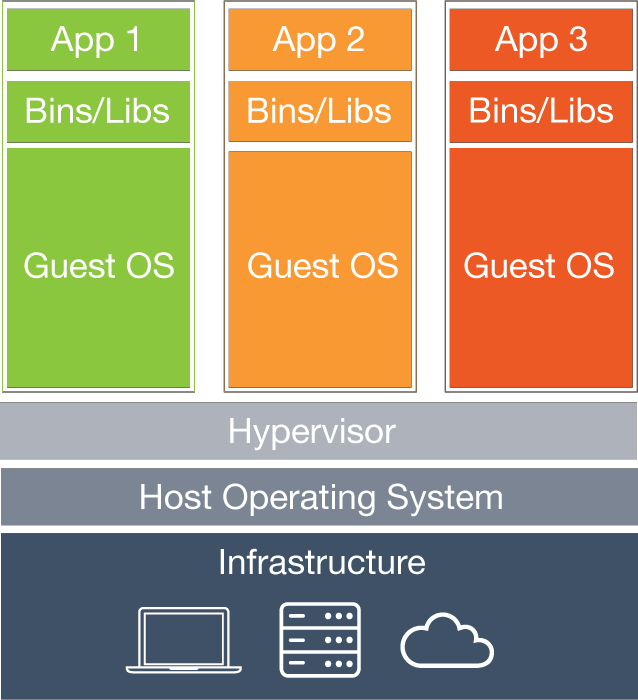 App 1
App 2
App 3
Bins/Libs
Bins/Libs
Bins/Libs
Guest OS
Guest OS
Guest OS
Hypervisor
Host Operating System
Infrastructure